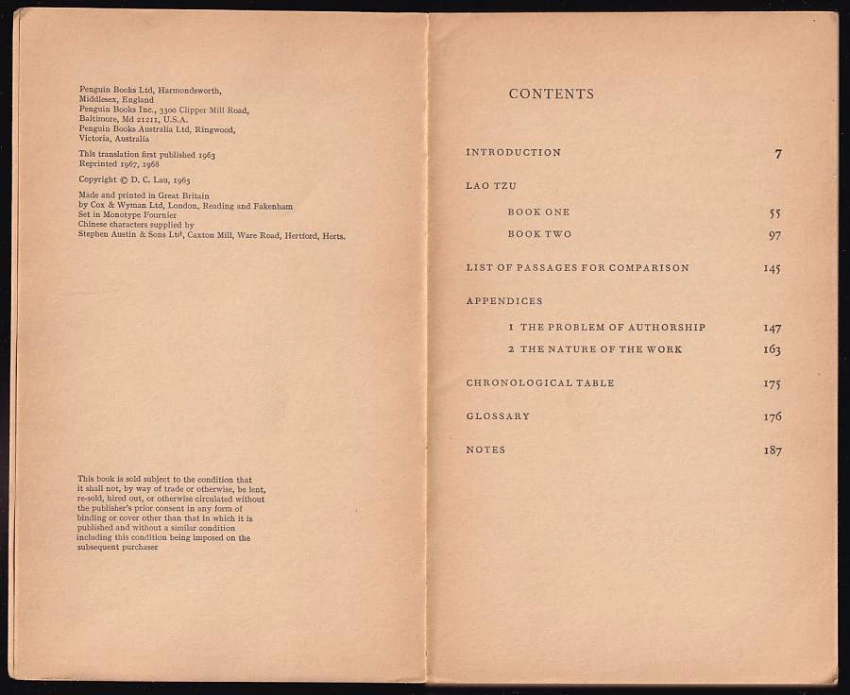 Penguin Books Ltd, Harmondsworth,
Middlesex, England
Penguin Books Inc., 3300 Clipper Mill Road,
Baltimore, Md 21211, U.S.A.
Penguin Books Australia Ltd, Ringwood,
Victoria, Australia
This translation first published 1963
Reprinted 1967, 1968
Copyright © D. C. Lau, 1963
Made and printed in Great Britain
by Cox & Wyman Ltd, London, Reading and Fakenham
Set in Monotype Fournier
Chinese characters supplied by
Stephen Austin & Sons Ltd, Caxton Mill, Ware Road, Hertford, Herts.
This book is sold subject to the condition that
it shall not, by way of trade or otherwise, be lent,
re-sold, hired out, or otherwise circulated without
the publisher's prior consent in any form of
binding or cover other than that in which it is
published and without a similar condition
including this condition being imposed on the
subsequent purchaser
CONTENTS
INTRODUCTION 7
LAO TZU
BOOK ONE 55
BOOK TWO 97
LIST OF PASSAGES FOR COMPARISON 145
APPENDICES
1 THE PROBLEM OF AUTHORSHIP 147
2 THE NATURE OF THE WORK 163
CHRONOLOGICAL TABLE 175
GLOSSARY 176
NOTES 187